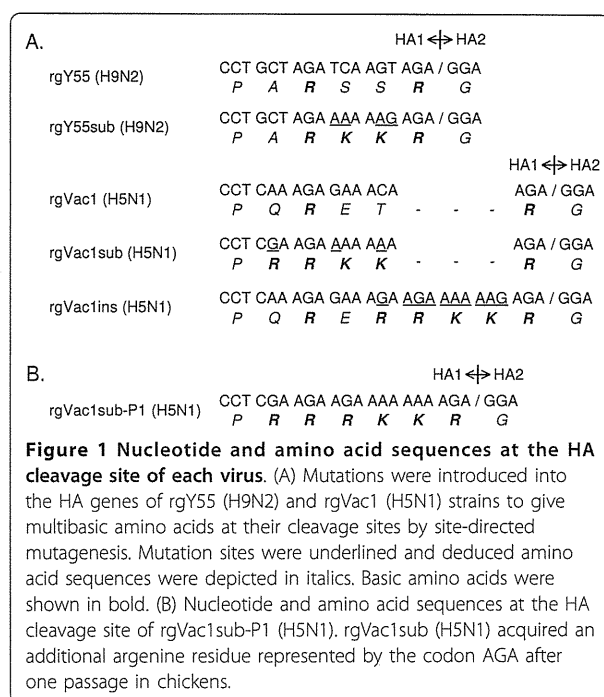 A.
HA1 HA2
rgY55 (H9N2) CCT GCT AGA TCA AGT AGA / GGA
P A R S S R G
rgY55sub (H9N2) CCT GCT AGA AAA AAG AGA / GGA
P A R K K R G
HA1 HA2
rgVac1 (H5N1) CCT CAA AGA GAA ACA AGA / GGA
P Q R E T - - - R G
rgVac1sub (H5N1) CCT CGA AGA AAA AAA AGA / GGA
P R R K K - - - R G
rgVac1ins (H5N1) CCT CAA AGA GAA AGA AGA AAA AAG AGA / GGA
P Q R E R R K K R G
B.
HA1 HA2
rgVac1sub-P1 (H5N1) CCT CGA AGA AGA AAA AAA AGA / GGA
P R R R K K R G
Figure 1 Nucleotide and amino acid sequences at the HA
cleavage site of each virus. (A) Mutations were introduced into
the HA genes of rgY55 (H9N2) and rgVac1 (H5N1) strains to give
multibasic amino acids at their cleavage sites by site-directed
mutagenesis. Mutation sites were underlined and deduced amino
acid sequences were depicted in italics. Basic amino acids were
shown in bold. (B) Nucleotide and amino acid sequences at the HA
cleavage site of rgVac1sub-P1 (H5N1). rgVac1sub (H5N1) acquired an
additional argenine residue represented by the codon AGA after
one passage in chickens.